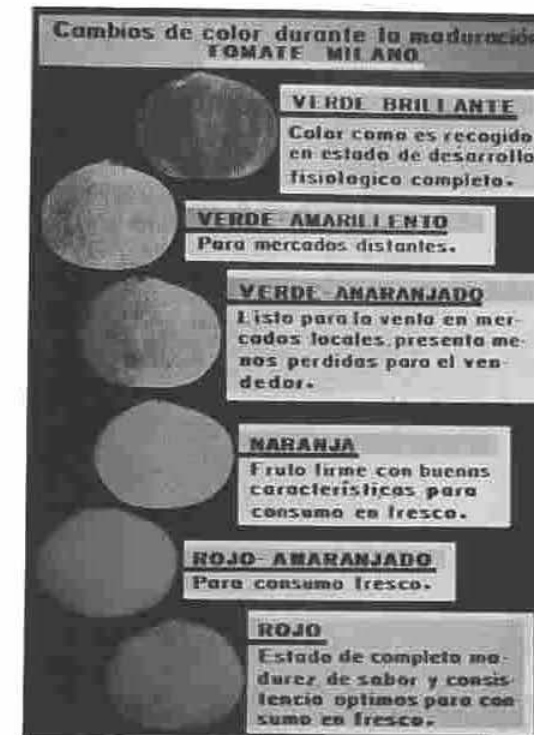 Cambios de color durante la maduración
TOMATE MILANO
VERDE BRILLANTE
Color como es recogido
en estado de desarrollo
fisiologico completo.
VERDE-AMARILLENTO
Para mercados distantes.
VERDE-ANARANJADO
Listo para la venta en mer-
cados locales, presenta me-
nos perdidas para el ven-
dedor.
NARANJA
Fruto firme con buenas
características para
consumo en fresco.
ROJO-ANARANJADO
Para consumo fresco.
ROJO
Estado de completa ma-
durez de sabor y consis-
tencia optimos para con
sumo en fresco.